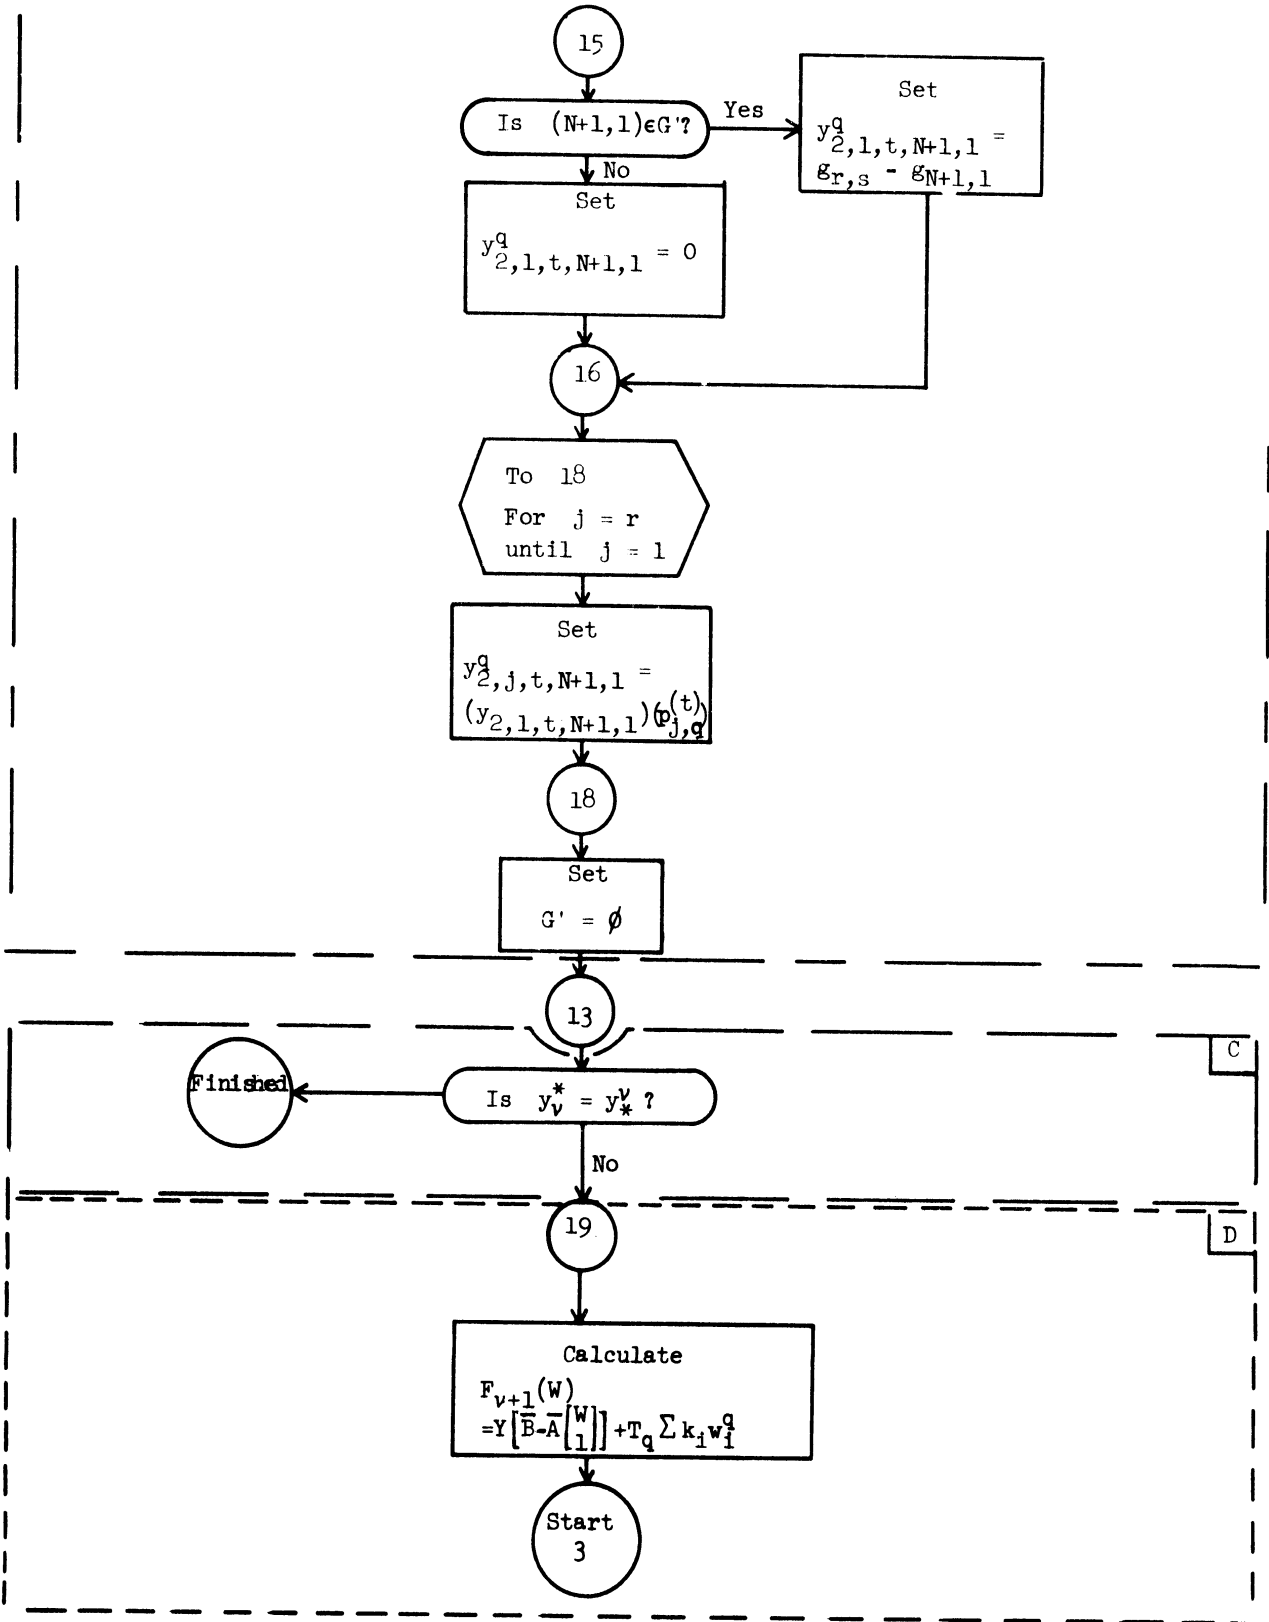 15
Is (N+1,1)ϵG'?
Yes
Set
y^q_{2,1,t,N+1,1} =
g_{r,s} - g_{N+1,1}
No
Set
y^q_{2,1,t,N+1,1} = 0
16
To 18
For j = r
until j = 1
Set
y^q_{2,j,t,N+1,1} =
(y_{2,1,t,N+1,1})(p^{(t)}_{j,q})
18
Set
G' = ∅
13
C
Finished
Is y^*_ν = y^ν_* ?
No
19
D
Calculate
F_{ν+1}(W)
=Y[B̅-A̅[W
1]]+T_q Σ k_i w^q_i
Start
3